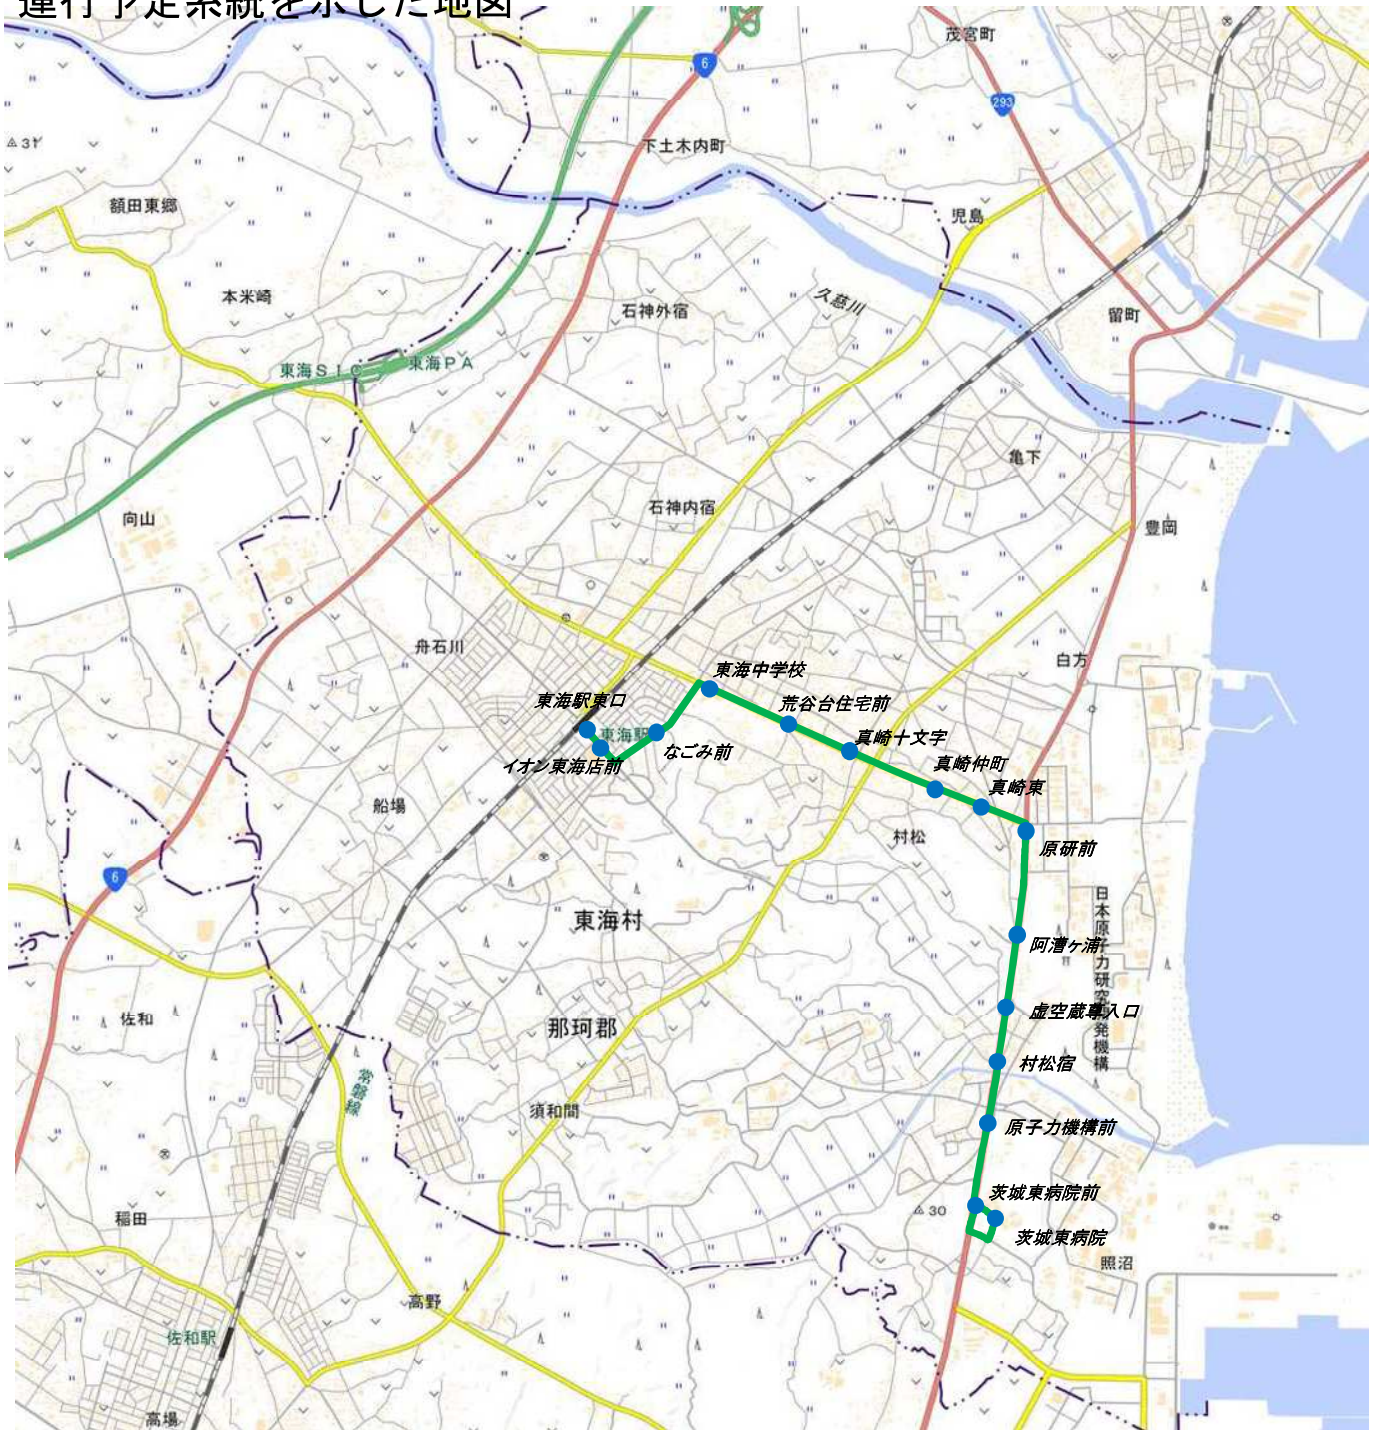 運行予定系統を示した地図
茂宮町
6
293
31
下土木内町
額田東郷
児島
本米崎
石神外宿
久慈川
留町
東海SIC
東海PA
亀下
石神内宿
向山
豊岡
舟石川
白方
東海中学校
東海駅東口
荒谷台住宅前
東海駅
真崎十文字
なごみ前
イオン東海店前
真崎仲町
真崎東
船場
村松
原研前
6
東海村
日本原子力研究開発機構
阿漕ヶ浦
虚空蔵尊入口
佐和
那珂郡
村松宿
常磐線
須和間
原子力機構前
茨城東病院前
30
稲田
茨城東病院
照沼
高野
佐和駅
高場